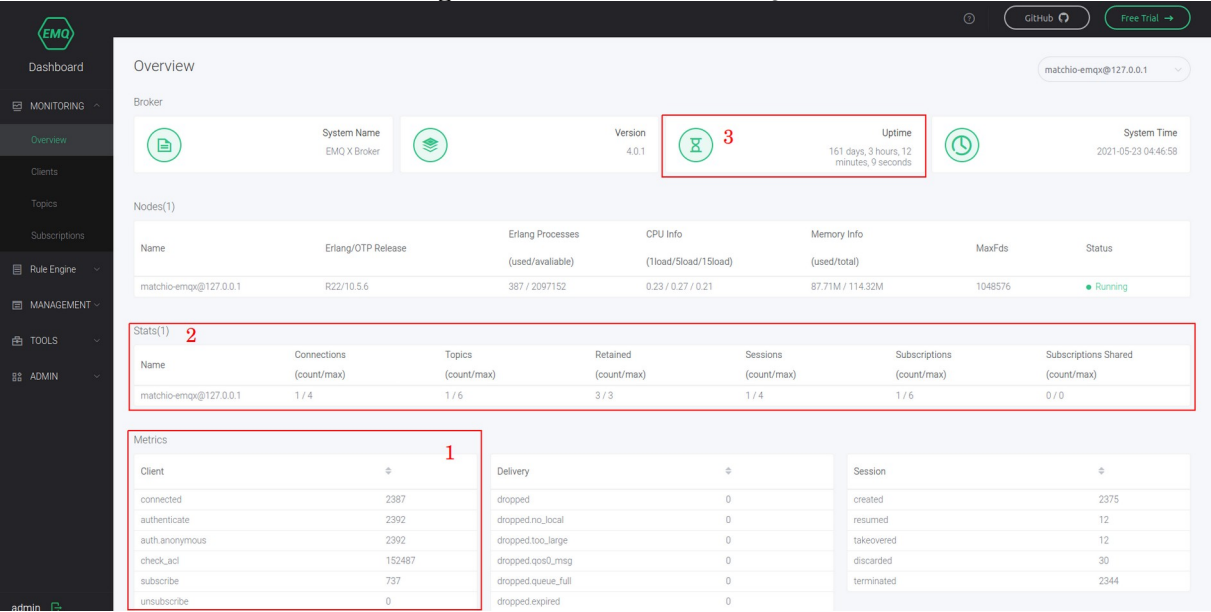 EMQ
GitHub
Free Trial →
Dashboard
Overview
matchio-emqx@127.0.0.1
MONITORING
Overview
Clients
Topics
Subscriptions
Rule Engine
MANAGEMENT
TOOLS
ADMIN
admin
Broker
System Name
EMQ X Broker
Version
4.0.1
3
Uptime
161 days, 3 hours, 12
minutes, 9 seconds
System Time
2021-05-23 04:46:58
Nodes(1)
Name Erlang/OTP Release Erlang Processes CPU Info Memory Info MaxFds Status
(used/avaliable) (1load/5load/15load) (used/total)
matchio-emqx@127.0.0.1 R22/10.5.6 387 / 2097152 0.23 / 0.27 / 0.21 87.71M / 114.32M 1048576 Running
Stats(1) 2
Name Connections Topics Retained Sessions Subscriptions Subscriptions Shared
(count/max) (count/max) (count/max) (count/max) (count/max) (count/max)
matchio-emqx@127.0.0.1 1 / 4 1 / 6 3 / 3 1 / 4 1 / 6 0 / 0
Metrics 1
Client
connected 2387
authenticate 2392
auth.anonymous 2392
check_acl 152487
subscribe 737
unsubscribe 0
Delivery
dropped 0
dropped.no_local 0
dropped.too_large 0
dropped.qos0_msg 0
dropped.queue_full 0
dropped.expired 0
Session
created 2375
resumed 12
takeovered 12
discarded 30
terminated 2344